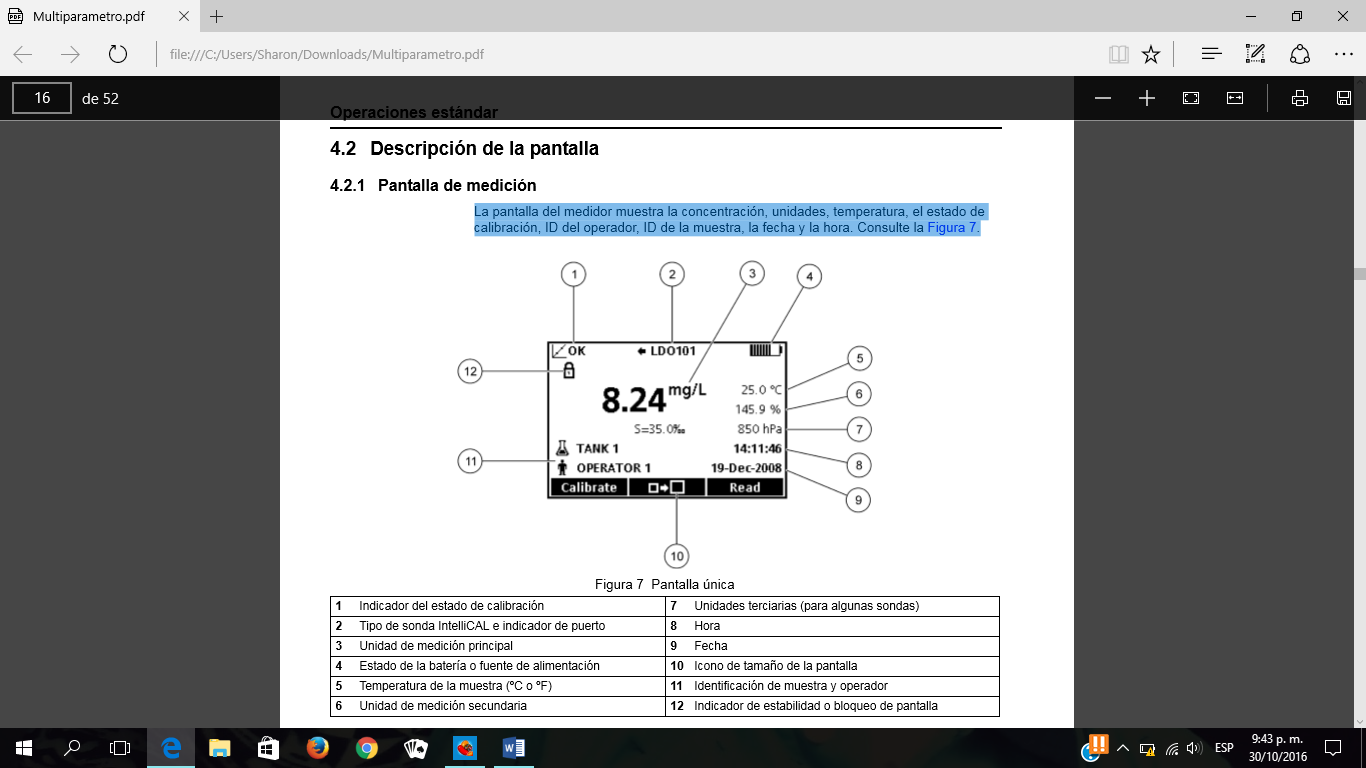 Multiparametro.pdf
file:///C:/Users/Sharon/Downloads/Multiparametro.pdf
16 de 52
Operaciones estándar
4.2 Descripción de la pantalla
4.2.1 Pantalla de medición
La pantalla del medidor muestra la concentración, unidades, temperatura, el estado de
calibración, ID del operador, ID de la muestra, la fecha y la hora. Consulte la Figura 7.
1 2 3 4
OK LDO101
5
12
8.24 mg/L 25.0 ºC
6
145.9 %
S=35.0‰ 850 hPa
7
TANK 1 14:11:46
8
11
OPERATOR 1 19-Dec-2008
Calibrate Read
9
10
Figura 7 Pantalla única
1 Indicador del estado de calibración 7 Unidades terciarias (para algunas sondas)
2 Tipo de sonda IntelliCAL e indicador de puerto 8 Hora
3 Unidad de medición principal 9 Fecha
4 Estado de la batería o fuente de alimentación 10 Icono de tamaño de la pantalla
5 Temperatura de la muestra (ºC o ºF) 11 Identificación de muestra y operador
6 Unidad de medición secundaria 12 Indicador de estabilidad o bloqueo de pantalla
ESP
9:43 p. m.
30/10/2016